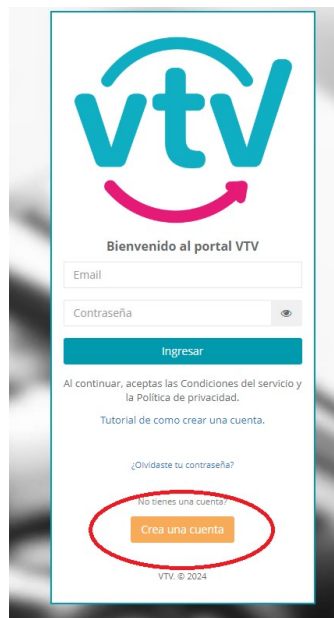 vtv
Bienvenido al portal VTV
Email
Contraseña
Ingresar
Al continuar, aceptas las Condiciones del servicio y
la Política de privacidad.
Tutorial de como crear una cuenta.
¿Olvidaste tu contraseña?
No tienes una cuenta?
Crea una cuenta
VTV. © 2024